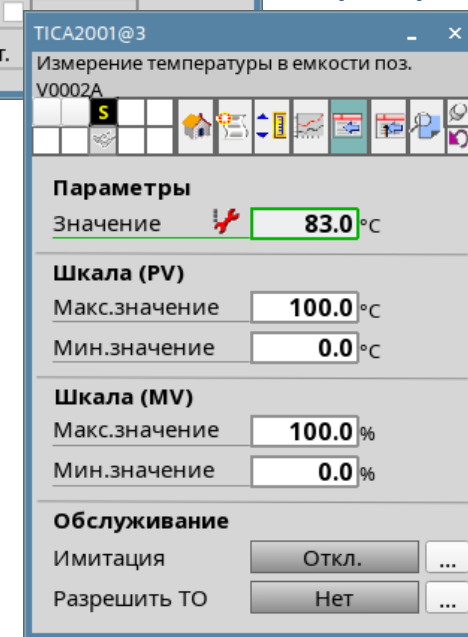 TICA2001@3
т.
Измерение температуры в емкости поз.
V0002A
S
Параметры
Значение 83.0 °C
Шкала (PV)
Макс.значение 100.0 °C
Мин.значение 0.0 °C
Шкала (MV)
Макс.значение 100.0 %
Мин.значение 0.0 %
Обслуживание
Имитация Откл. ...
Разрешить ТО Нет ...